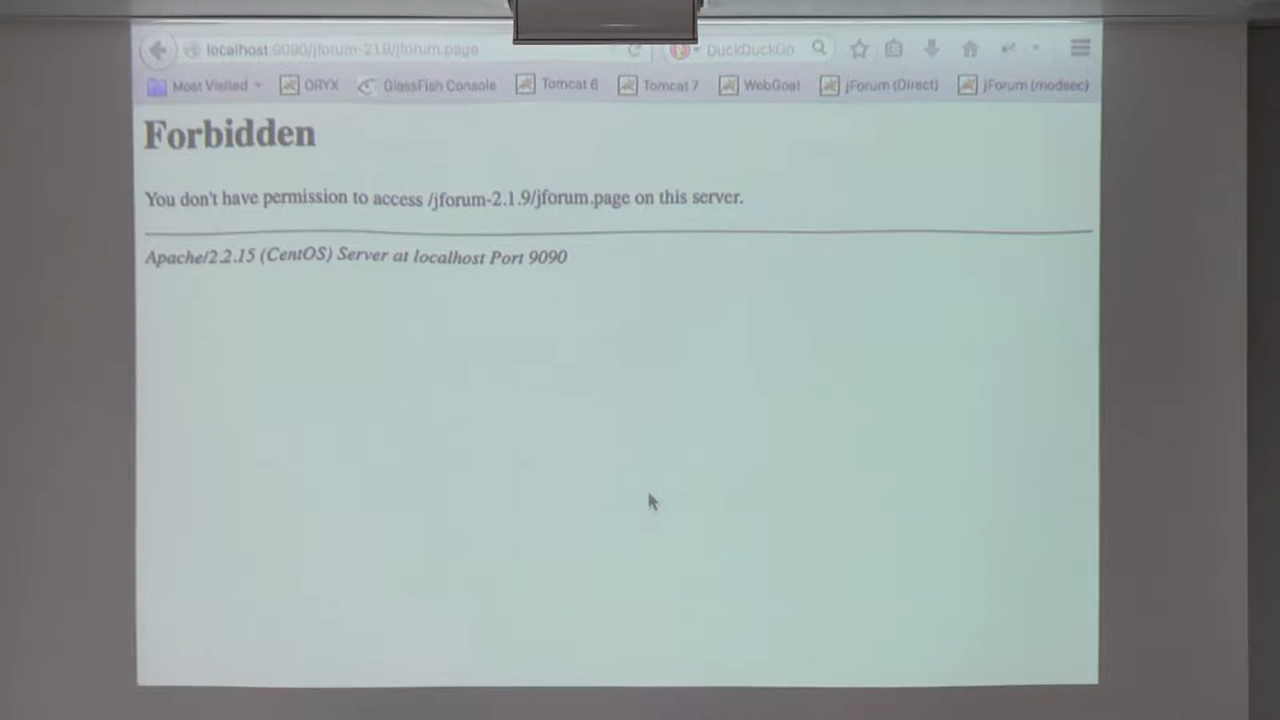 localhost:9090/jforum-2.1.9/jforum.page
DuckDuckGo
Most Visited ORYX GlassFish Console Tomcat 6 Tomcat 7 WebGoat jForum (Direct) jForum (modsec)
Forbidden
You don't have permission to access /jforum-2.1.9/jforum.page on this server.
Apache/2.2.15 (CentOS) Server at localhost Port 9090